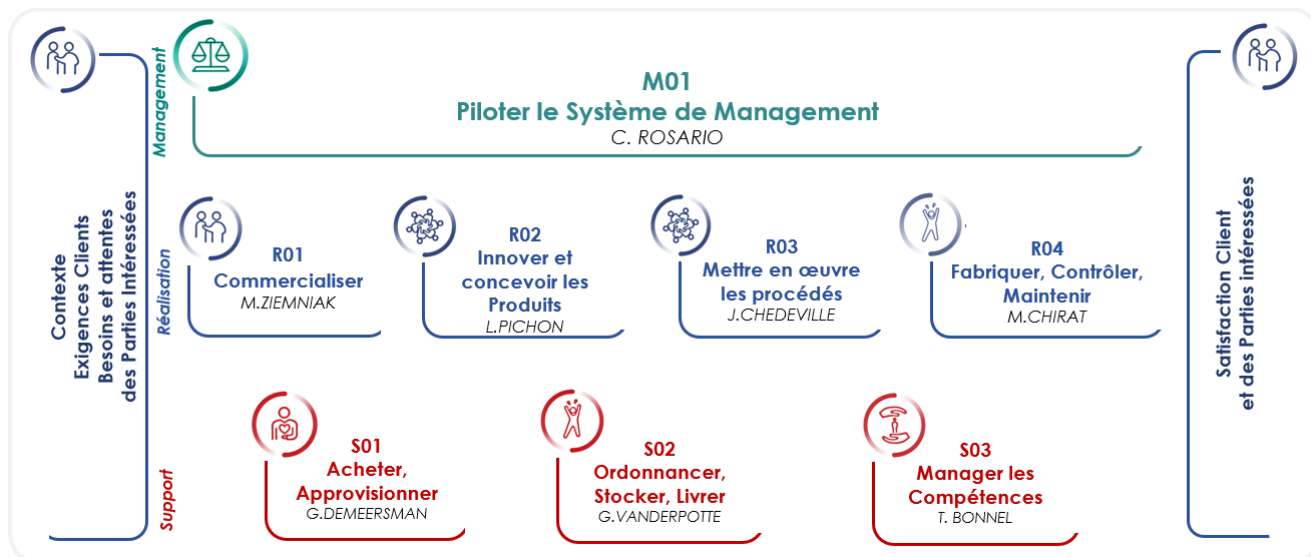 Contexte
Exigences Clients
Besoins et attentes
des Parties Intéressées
Management
M01
Piloter le Système de Management
C. ROSARIO
Réalisation
R01
Commercialiser
M.ZIEMNIAK
R02
Innover et
concevoir les
Produits
L.PICHON
R03
Mettre en œuvre
les procédés
J.CHEDEVILLE
R04
Fabriquer, Contrôler,
Maintenir
M.CHIRAT
Support
S01
Acheter,
Approvisionner
G.DEMEERSMAN
S02
Ordonnancer,
Stocker, Livrer
G.VANDERPOTTE
S03
Manager les
Compétences
T. BONNEL
Satisfaction Client
et des Parties intéressées